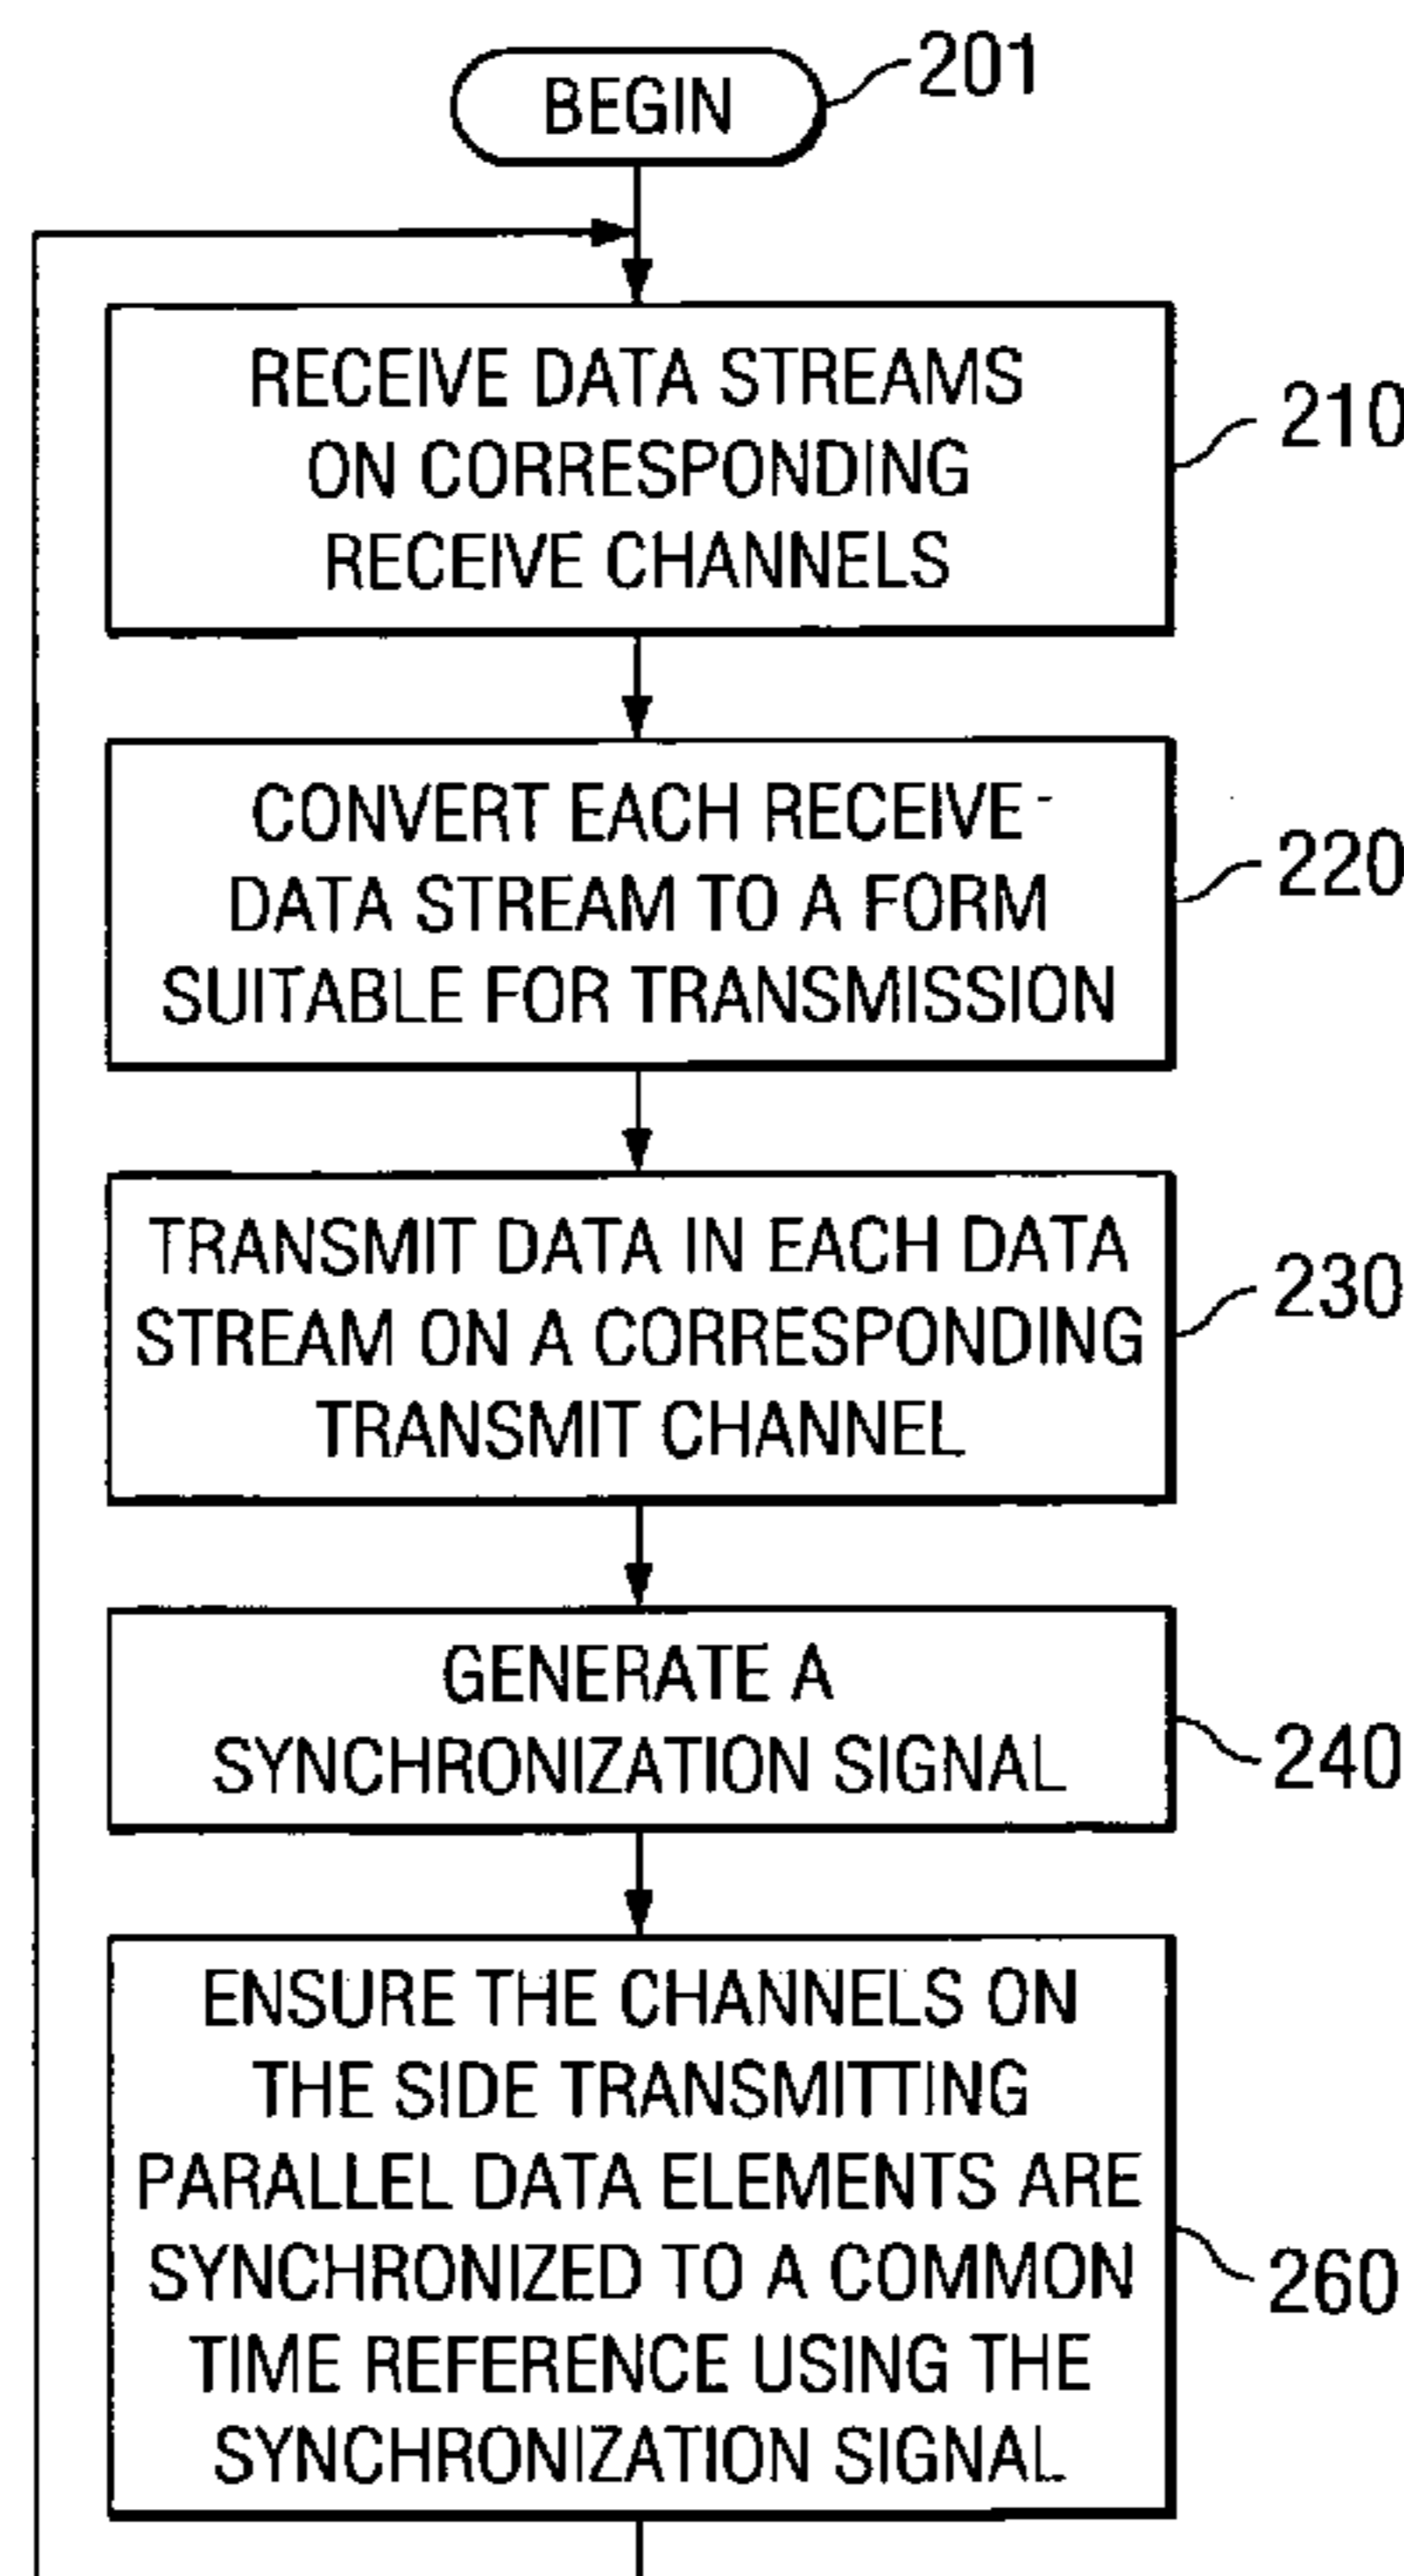 BEGIN
201
RECEIVE DATA STREAMS
ON CORRESPONDING
RECEIVE CHANNELS
210
CONVERT EACH RECEIVE
DATA STREAM TO A FORM
SUITABLE FOR TRANSMISSION
220
TRANSMIT DATA IN EACH DATA
STREAM ON A CORRESPONDING
TRANSMIT CHANNEL
230
GENERATE A
SYNCHRONIZATION SIGNAL
240
ENSURE THE CHANNELS ON
THE SIDE TRANSMITTING
PARALLEL DATA ELEMENTS ARE
SYNCHRONIZED TO A COMMON
TIME REFERENCE USING THE
SYNCHRONIZATION SIGNAL
260